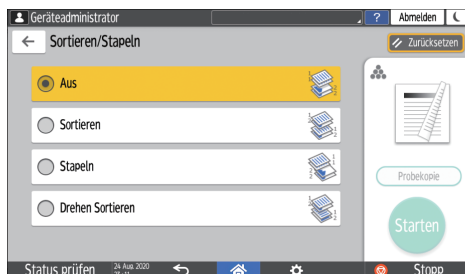 Geräteadministrator
? Abmelden
Sortieren/Stapeln
Zurücksetzen
Aus
Sortieren
Stapeln
Drehen Sortieren
Probekopie
Starten
Status prüfen
24 Aug. 2020
Stopp